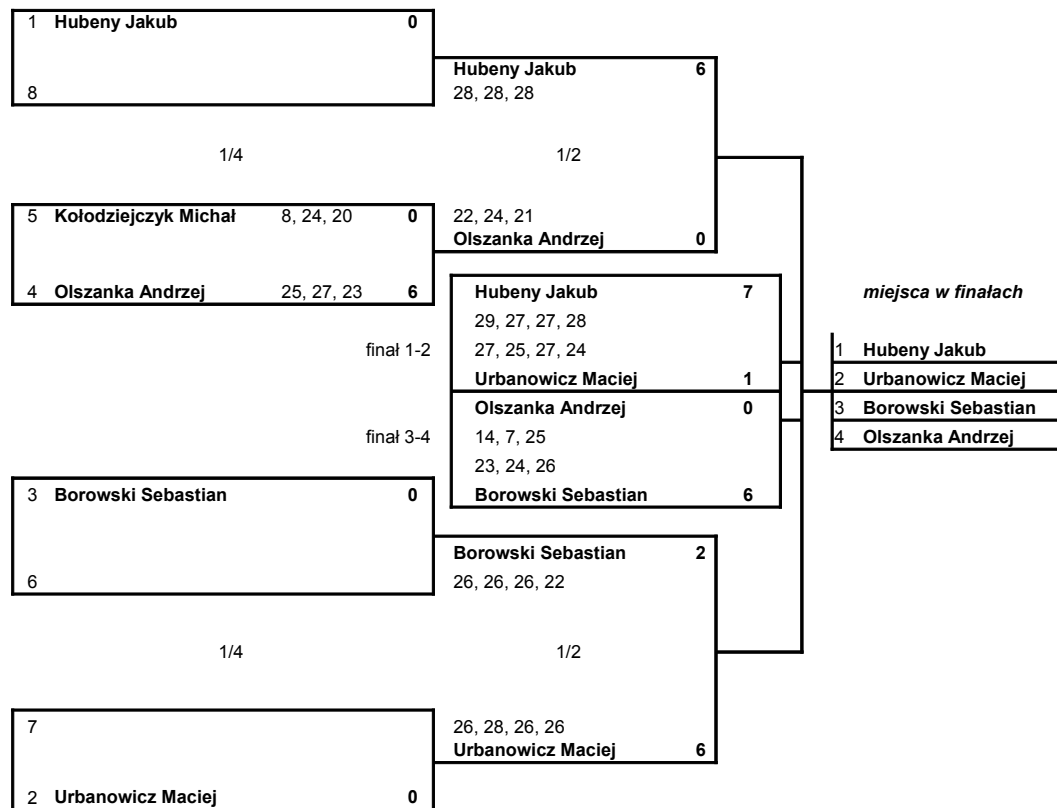 1 Hubeny Jakub 0
Hubeny Jakub 6
8
28, 28, 28
1/4
1/2
5 Kołodziejczyk Michał 8, 24, 20 0
22, 24, 21
Olszanka Andrzej 0
4 Olszanka Andrzej 25, 27, 23 6
Hubeny Jakub 7
miejsca w finałach
29, 27, 27, 28
finał 1-2
27, 25, 27, 24
1 Hubeny Jakub
Urbanowicz Maciej 1
2 Urbanowicz Maciej
Olszanka Andrzej 0
3 Borowski Sebastian
finał 3-4
14, 7, 25
4 Olszanka Andrzej
23, 24, 26
3 Borowski Sebastian 0
Borowski Sebastian 6
Borowski Sebastian 2
6
26, 26, 26, 22
1/4
1/2
7
26, 28, 26, 26
Urbanowicz Maciej 6
2 Urbanowicz Maciej 0